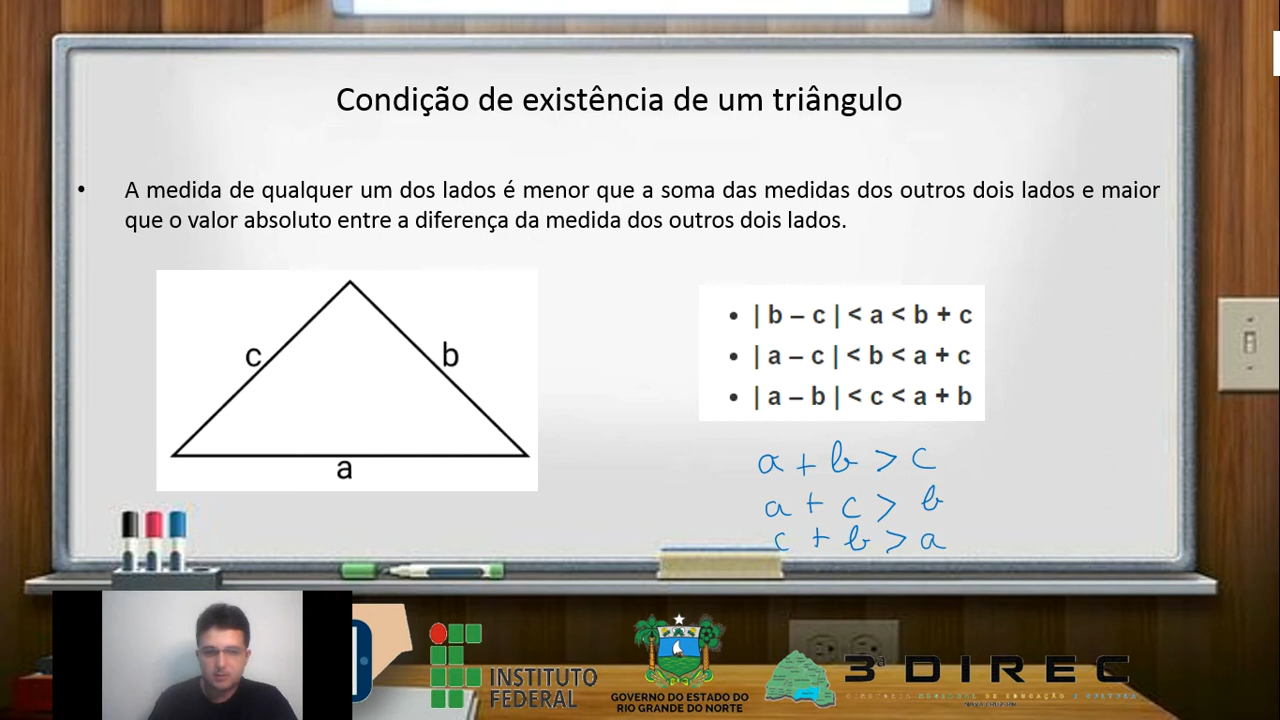 Condição de existência de um triângulo
• A medida de qualquer um dos lados é menor que a soma das medidas dos outros dois lados e maior
que o valor absoluto entre a diferença da medida dos outros dois lados.
c
b
a
• | b – c | < a < b + c
• | a – c | < b < a + c
• | a – b | < c < a + b
a + b > c
a + c > b
c + b > a
INSTITUTO
FEDERAL
GOVERNO DO ESTADO DO
RIO GRANDE DO NORTE
3ª DIREC